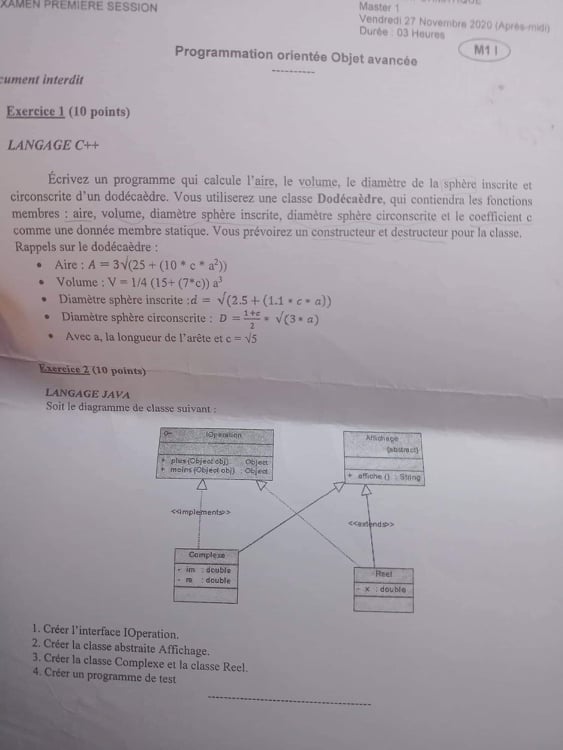 XAMEN PREMIERE SESSION
Master 1
Vendredi 27 Novembre 2020 (Après-midi)
Durée : 03 Heures
Programmation orientée Objet avancée
M1 I
----------
cument interdit
Exercice 1 (10 points)
LANGAGE C++
Écrivez un programme qui calcule l'aire, le volume, le diamètre de la sphère inscrite et
circonscrite d'un dodécaèdre. Vous utiliserez une classe Dodécaèdre, qui contiendra les fonctions
membres : aire, volume, diamètre sphère inscrite, diamètre sphère circonscrite et le coefficient c
comme une donnée membre statique. Vous prévoirez un constructeur et destructeur pour la classe.
Rappels sur le dodécaèdre :
• Aire : A = 3√(25 + (10 * c * a²))
• Volume : V = 1/4 (15+ (7*c)) a³
• Diamètre sphère inscrite :d = √(2.5 + (1.1 * c * a))
• Diamètre sphère circonscrite : D = (1+c)/2 * √(3 * a)
• Avec a, la longueur de l'arête et c = √5
Exercice 2 (10 points)
LANGAGE JAVA
Soit le diagramme de classe suivant :
IOperation
+ plus (Object obj) : Object
+ moins (Object obj) : Object
Affichage
{abstract}
+ affiche () : String
<<implements>>
<<extends>>
Complexe
- im : double
- re : double
Reel
- x : double
1. Créer l'interface IOperation.
2. Créer la classe abstraite Affichage.
3. Créer la classe Complexe et la classe Reel.
4. Créer un programme de test